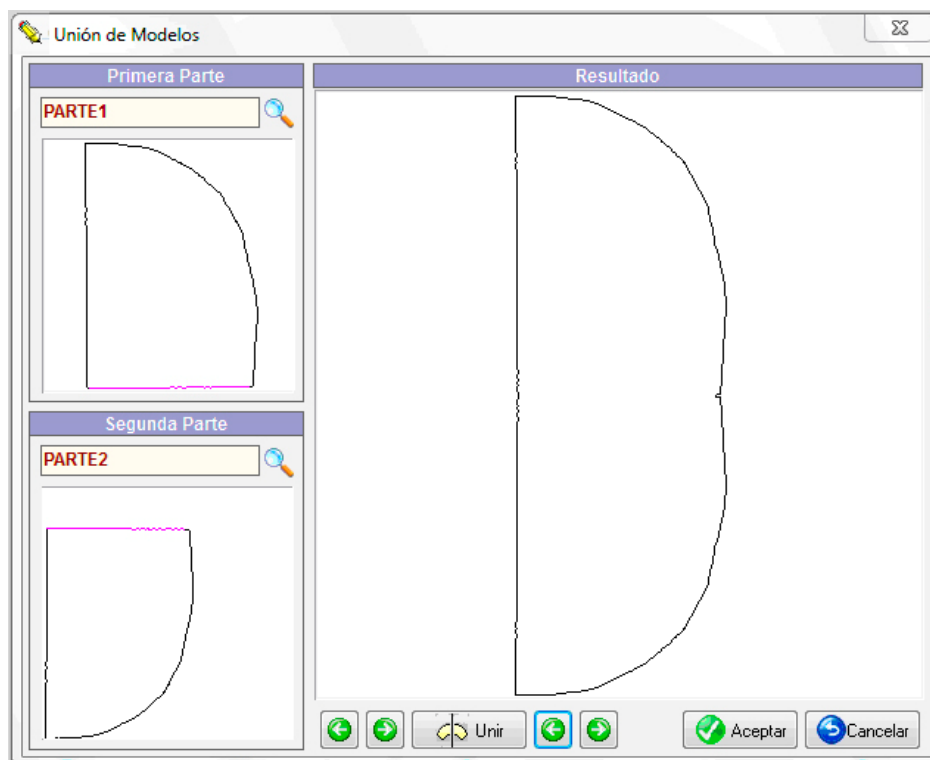 Unión de Modelos
Primera Parte
PARTE1
Segunda Parte
PARTE2
Resultado
Unir
Aceptar
Cancelar